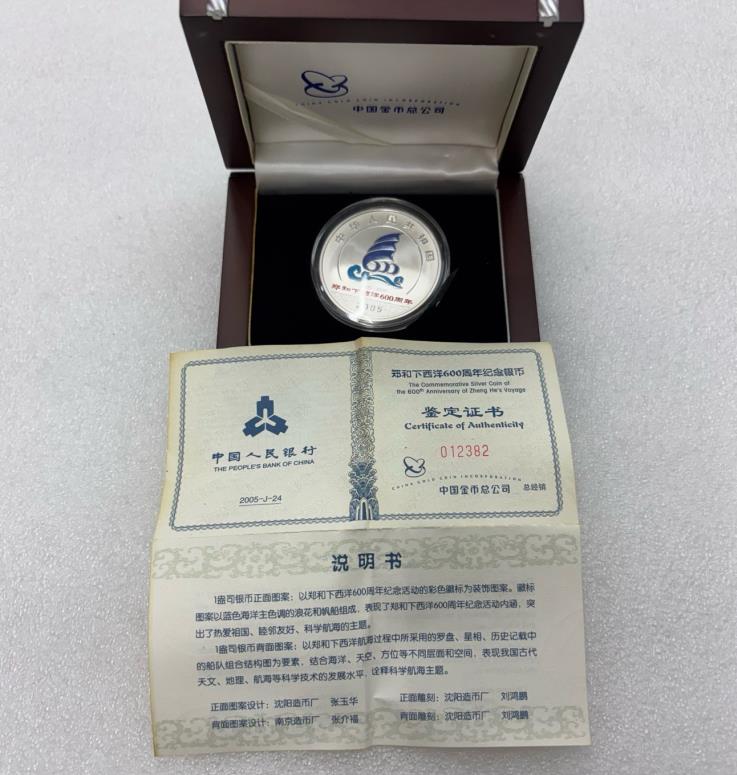 CHINA GOLD COIN INCORPORATION
中国金币总公司
中华人民共和国
郑和下西洋600周年
2005
郑和下西洋600周年纪念银币
The Commemorative Silver Coin of
the 600th Anniversary of Zheng He's Voyage
鉴定证书
Certificate of Authenticity
012382
CHINA GOLD COIN INCORPORATION
中国金币总公司 总经销
中国人民银行
THE PEOPLE'S BANK OF CHINA
2005-J-24
说明书
1盎司银币正面图案：以郑和下西洋600周年纪念活动的彩色徽标为装饰图案。徽标
图案以蓝色海洋主色调的浪花和帆船组成，表现了郑和下西洋600周年纪念活动内涵，突
出了热爱祖国、睦邻友好、科学航海的主题。
1盎司银币背面图案：以郑和下西洋航海过程中所采用的罗盘、星相、历史记载中
的船队组合结构图为要素，结合海洋、天空、方位等不同层面和空间，表现我国古代
天文、地理、航海等科学技术的发展水平，诠释科学航海主题。
正面图案设计：沈阳造币厂 张玉华 正面雕刻：沈阳造币厂 刘鸿鹏
背面图案设计：南京造币厂 张介福 背面雕刻：沈阳造币厂 刘鸿鹏